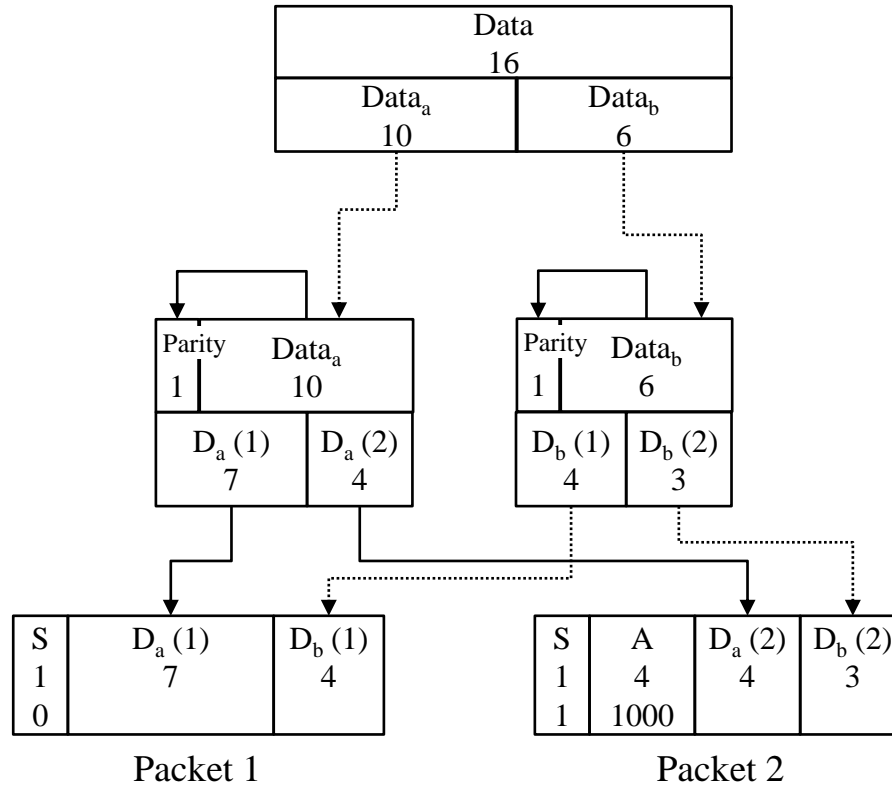 Data
16
Data_a Data_b
10 6
Parity Data_a Parity Data_b
1 10 1 6
D_a (1) D_a (2) D_b (1) D_b (2)
7 4 4 3
S D_a (1) D_b (1) S A D_a (2) D_b (2)
1 7 4 1 4 4 3
0 1 1000
Packet 1 Packet 2